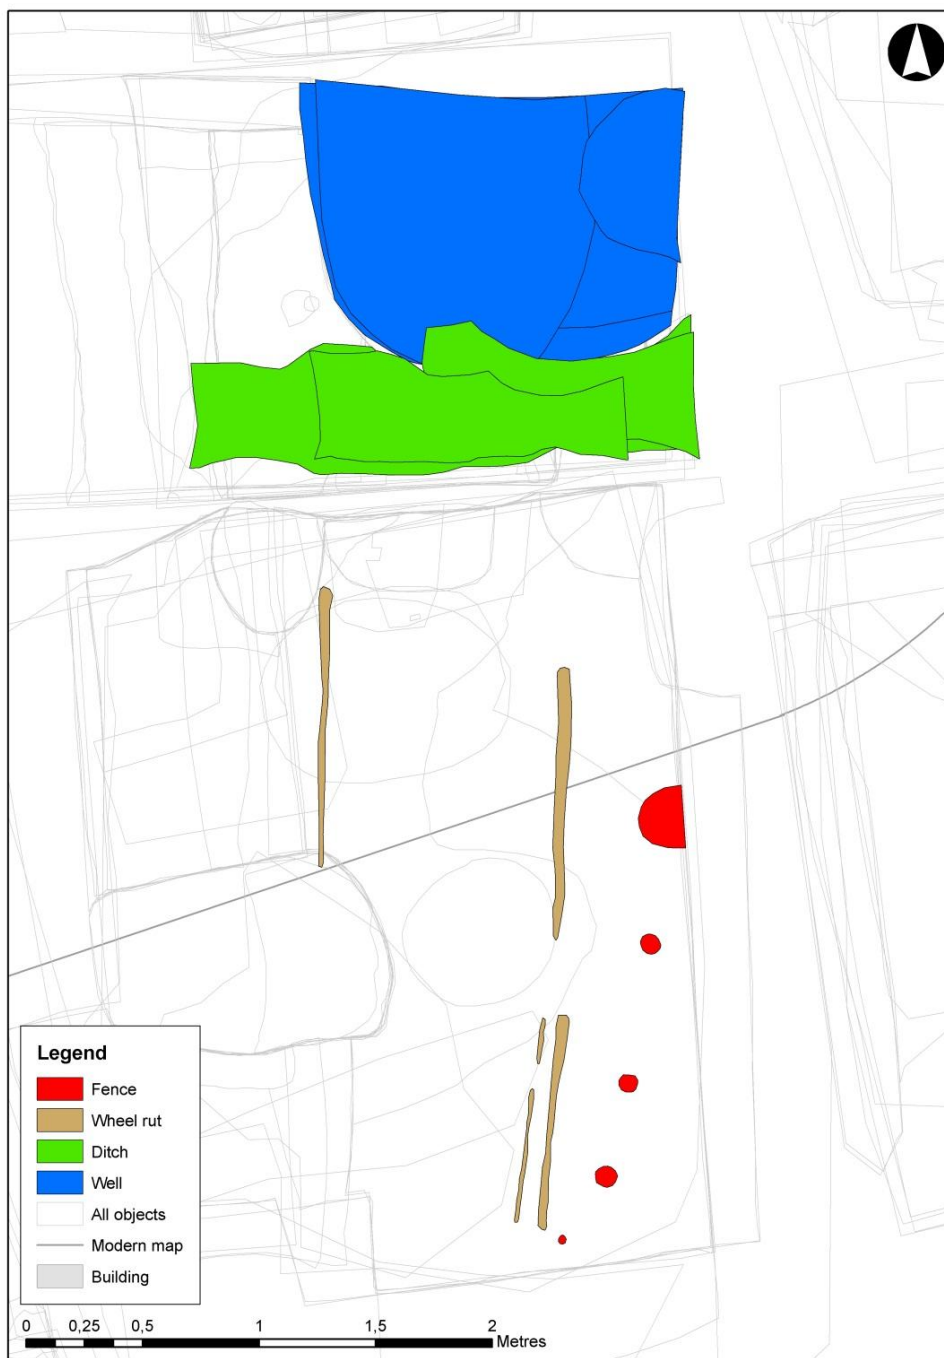 Legend
Fence
Wheel rut
Ditch
Well
All objects
Modern map
Building
0 0,25 0,5 1 1,5 2
Metres